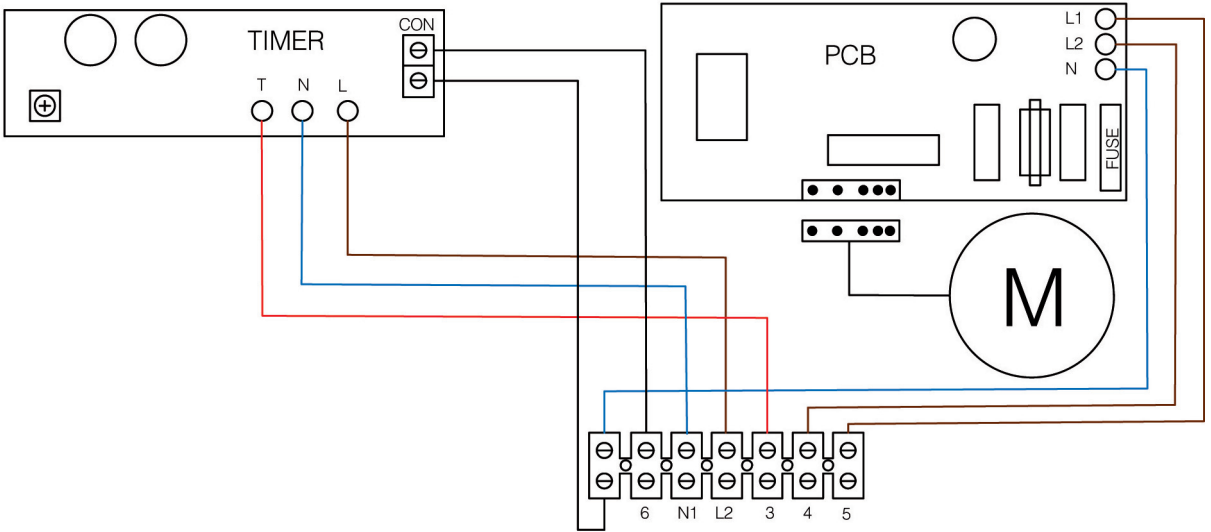 TIMER
CON
T N L
PCB
L1
L2
N
FUSE
M
6 N1 L2 3 4 5